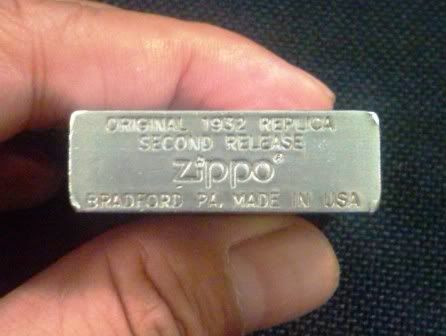 ORIGINAL 1932 REPLICA
SECOND RELEASE
Zippo®
BRADFORD PA. MADE IN USA